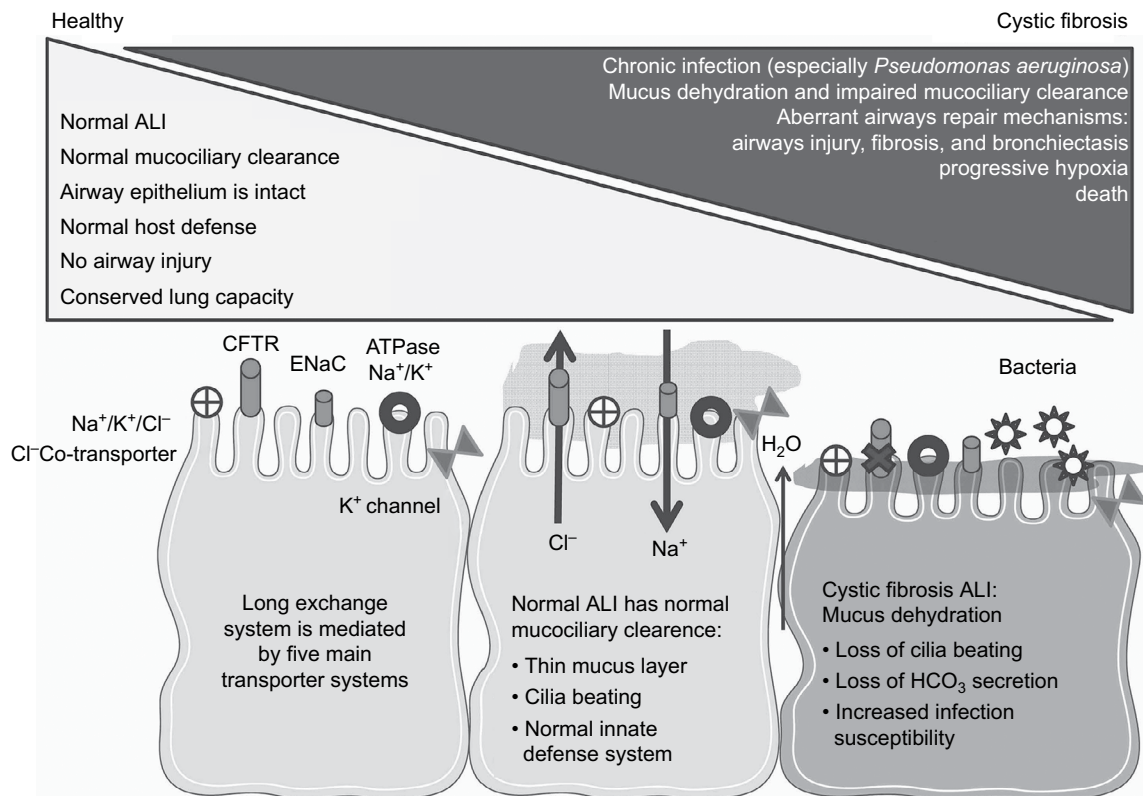 Healthy
Cystic fibrosis
Chronic infection (especially Pseudomonas aeruginosa)
Mucus dehydration and impaired mucociliary clearance
Aberrant airways repair mechanisms:
airways injury, fibrosis, and bronchiectasis
progressive hypoxia
death
Normal ALI
Normal mucociliary clearance
Airway epithelium is intact
Normal host defense
No airway injury
Conserved lung capacity
CFTR
ENaC
ATPase
Na⁺/K⁺
Na⁺/K⁺/Cl⁻
Cl⁻Co-transporter
K⁺ channel
Long exchange
system is mediated
by five main
transporter systems
Cl⁻
Na⁺
H₂O
Normal ALI has normal
mucociliary clearence:
• Thin mucus layer
• Cilia beating
• Normal innate
defense system
Bacteria
Cystic fibrosis ALI:
Mucus dehydration
• Loss of cilia beating
• Loss of HCO₃ secretion
• Increased infection
susceptibility